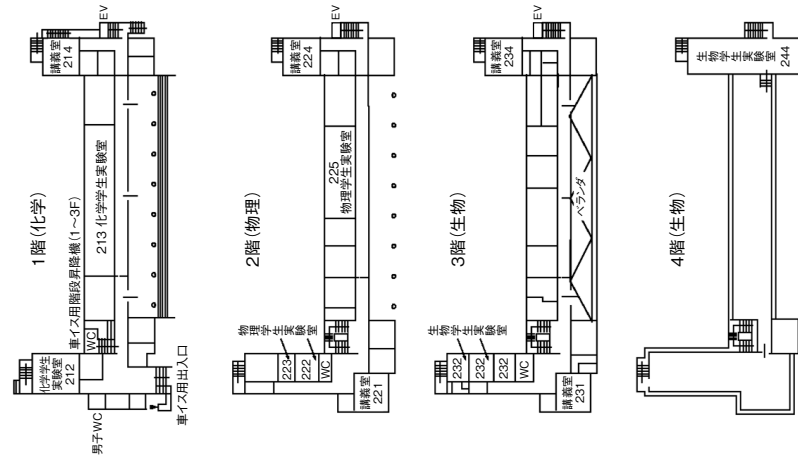 1階(化学)
EV
講義室
214
213 化学学生実験室
車イス用階段昇降機(1~3F)
WC
化学学生
実験室
212
男子WC
車イス用出入口
2階(物理)
EV
講義室
224
225
物理学生実験室
物理学生実験室
223
222
WC
講義室
221
3階(生物)
EV
講義室
234
ベランダ
生物学生実験室
232
232
232
WC
講義室
231
4階(生物)
生物学生実験室
244